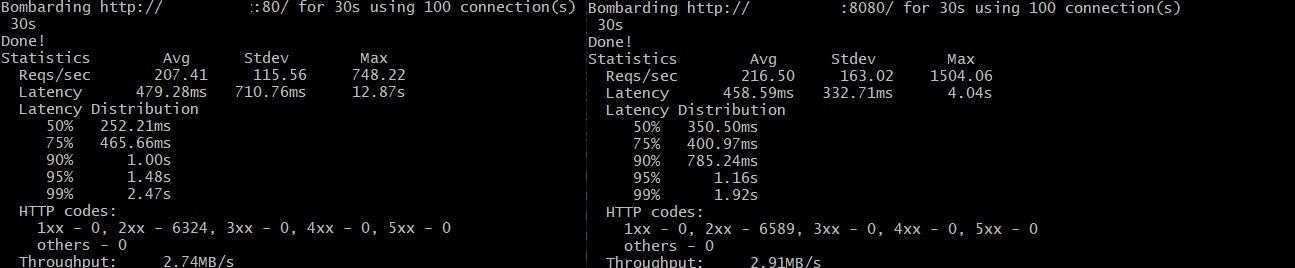 Bombarding http://         ::80/ for 30s using 100 connection(s)
30s
Done!
Statistics        Avg      Stdev        Max
Reqs/sec       207.41     115.56     748.22
Latency      479.28ms   710.76ms     12.87s
Latency Distribution
50%   252.21ms
75%   465.66ms
90%      1.00s
95%      1.48s
99%      2.47s
HTTP codes:
1xx - 0, 2xx - 6324, 3xx - 0, 4xx - 0, 5xx - 0
others - 0
Throughput:     2.74MB/s
Bombarding http://          :8080/ for 30s using 100 connection(s)
30s
Done!
Statistics        Avg      Stdev        Max
Reqs/sec       216.50     163.02    1504.06
Latency      458.59ms   332.71ms      4.04s
Latency Distribution
50%   350.50ms
75%   400.97ms
90%   785.24ms
95%      1.16s
99%      1.92s
HTTP codes:
1xx - 0, 2xx - 6589, 3xx - 0, 4xx - 0, 5xx - 0
others - 0
Throughput:     2.91MB/s